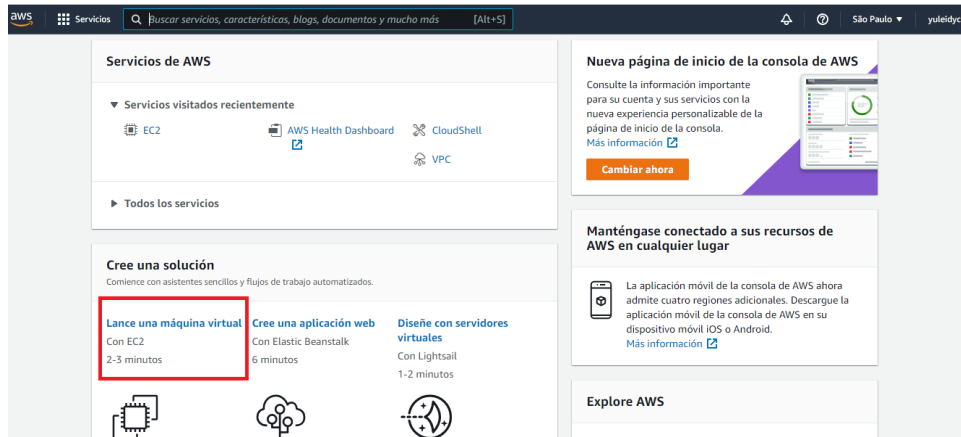 aws
Servicios
Buscar servicios, características, blogs, documentos y mucho más [Alt+S]
São Paulo ▼
yuleidyc
Servicios de AWS
▼ Servicios visitados recientemente
EC2
AWS Health Dashboard
CloudShell
VPC
▶ Todos los servicios
Cree una solución
Comience con asistentes sencillos y flujos de trabajo automatizados.
Lance una máquina virtual
Con EC2
2-3 minutos
Cree una aplicación web
Con Elastic Beanstalk
6 minutos
Diseñe con servidores
virtuales
Con Lightsail
1-2 minutos
Nueva página de inicio de la consola de AWS
Consulte la información importante
para su cuenta y sus servicios con la
nueva experiencia personalizable de la
página de inicio de la consola.
Más información
Cambiar ahora
Manténgase conectado a sus recursos de
AWS en cualquier lugar
La aplicación móvil de la consola de AWS ahora
admite cuatro regiones adicionales. Descargue la
aplicación móvil de la consola de AWS en su
dispositivo móvil iOS o Android.
Más información
Explore AWS